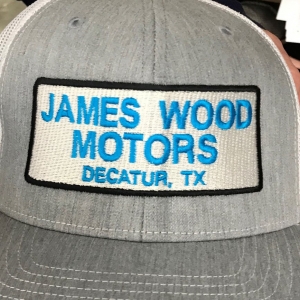 JAMES WOOD
MOTORS
DECATUR, TX